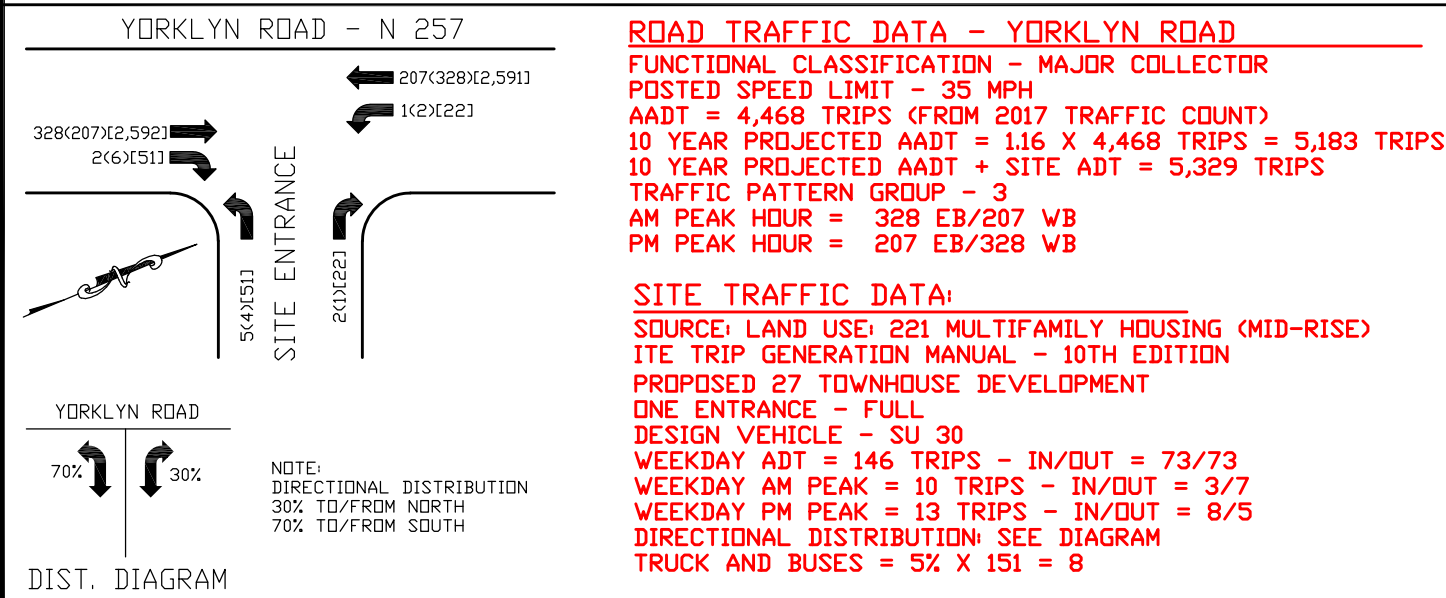 YORKLYN ROAD - N 257
207(328)[2,591]
1(2)[22]
328(207)[2,592]
2(6)[51]
5(4)[51]
SITE ENTRANCE
2(1)[22]
N
YORKLYN ROAD
70%
30%
NOTE:
DIRECTIONAL DISTRIBUTION
30% TO/FROM NORTH
70% TO/FROM SOUTH
DIST. DIAGRAM
ROAD TRAFFIC DATA - YORKLYN ROAD
FUNCTIONAL CLASSIFICATION - MAJOR COLLECTOR
POSTED SPEED LIMIT - 35 MPH
AADT = 4,468 TRIPS (FROM 2017 TRAFFIC COUNT)
10 YEAR PROJECTED AADT = 1.16 X 4,468 TRIPS = 5,183 TRIPS
10 YEAR PROJECTED AADT + SITE ADT = 5,329 TRIPS
TRAFFIC PATTERN GROUP - 3
AM PEAK HOUR = 328 EB/207 WB
PM PEAK HOUR = 207 EB/328 WB
SITE TRAFFIC DATA:
SOURCE: LAND USE: 221 MULTIFAMILY HOUSING (MID-RISE)
ITE TRIP GENERATION MANUAL - 10TH EDITION
PROPOSED 27 TOWNHOUSE DEVELOPMENT
ONE ENTRANCE - FULL
DESIGN VEHICLE - SU 30
WEEKDAY ADT = 146 TRIPS - IN/OUT = 73/73
WEEKDAY AM PEAK = 10 TRIPS - IN/OUT = 3/7
WEEKDAY PM PEAK = 13 TRIPS - IN/OUT = 8/5
DIRECTIONAL DISTRIBUTION: SEE DIAGRAM
TRUCK AND BUSES = 5% X 151 = 8